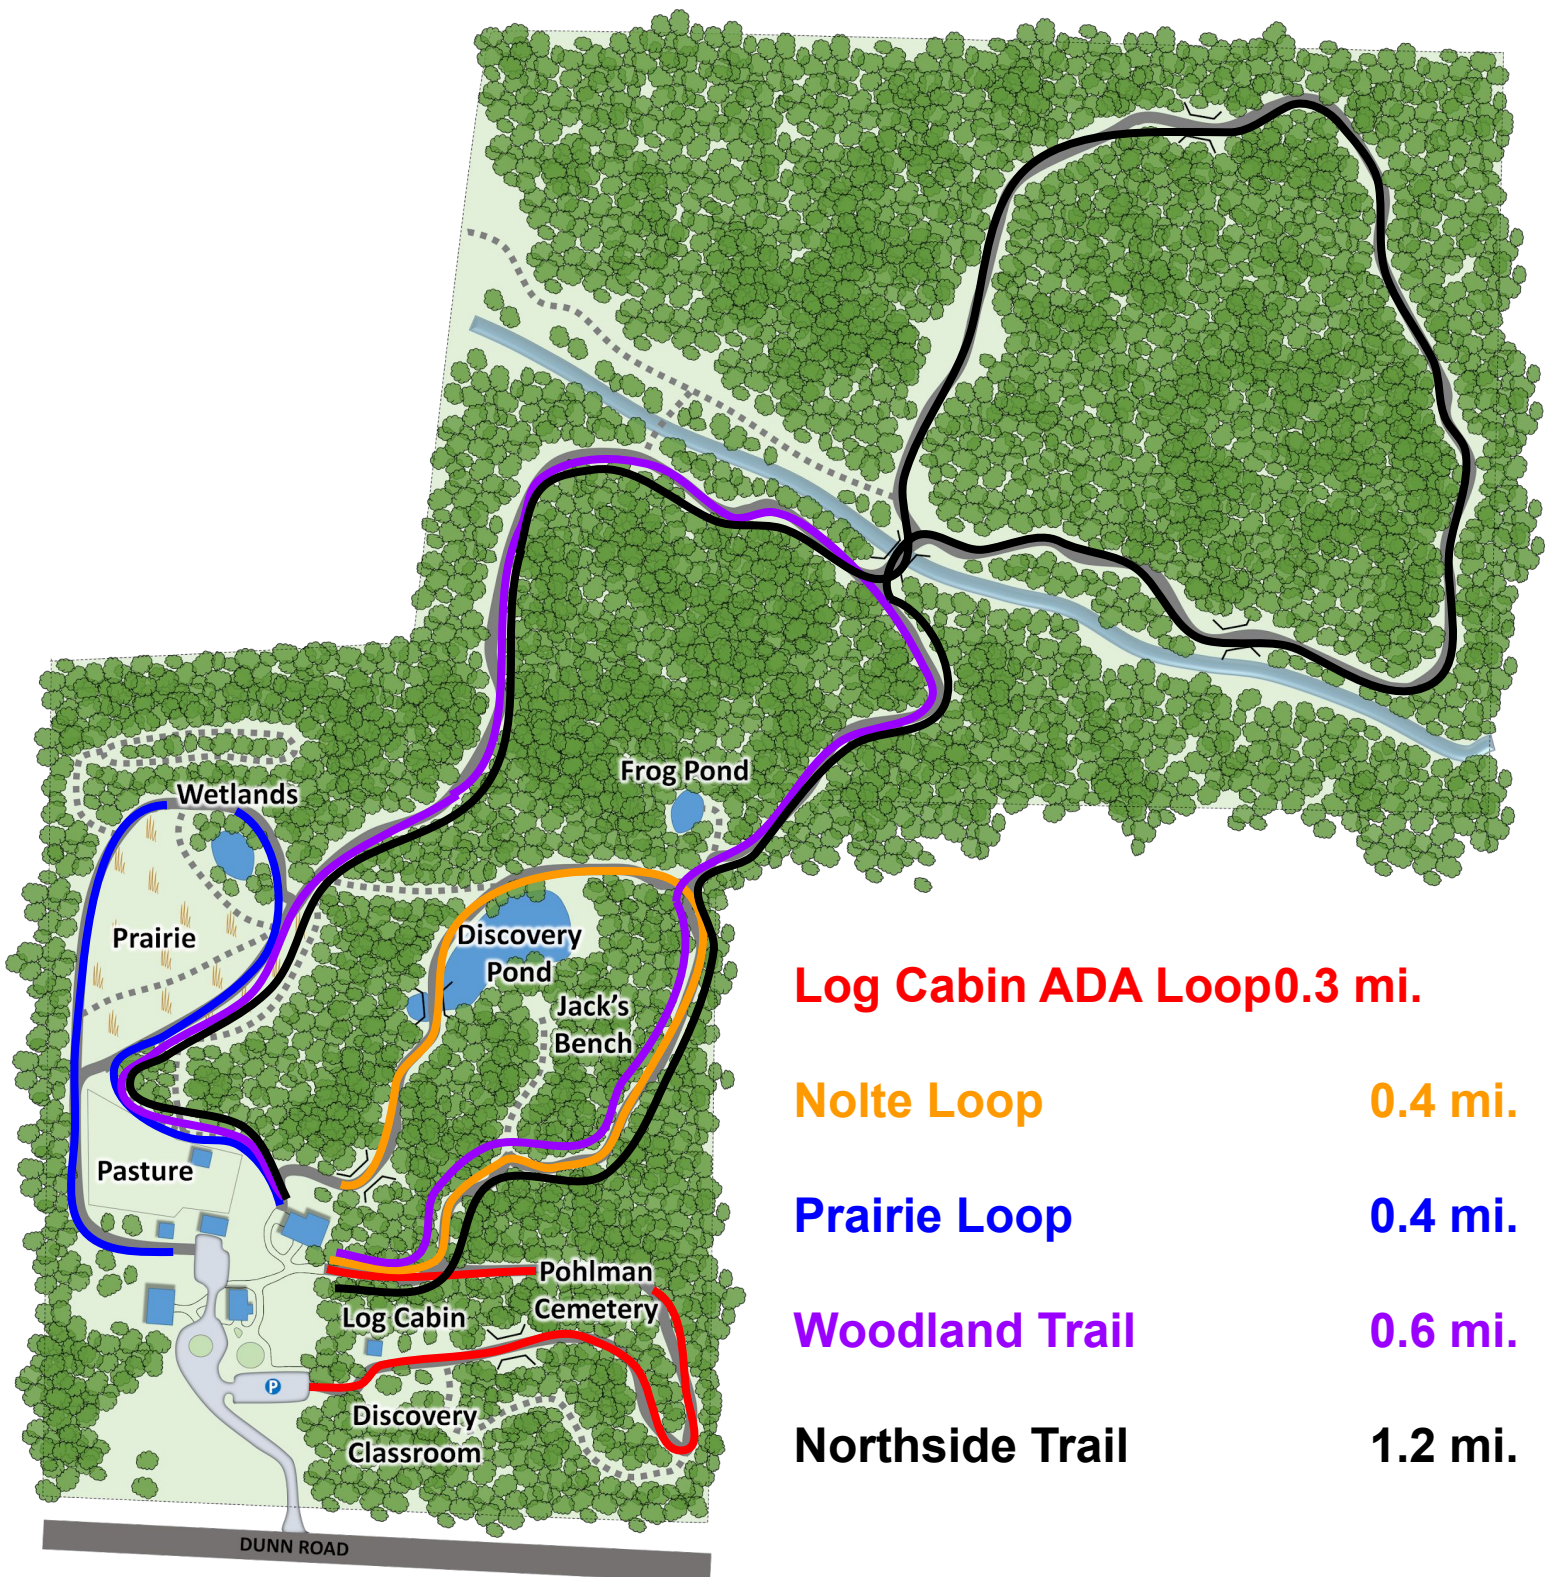 Frog Pond
Wetlands
Prairie
Discovery
Pond
Jack's
Bench
Pasture
Pohlman
Cemetery
Log Cabin
P
Discovery
Classroom
DUNN ROAD
Log Cabin ADA Loop0.3 mi.
Nolte Loop 0.4 mi.
Prairie Loop 0.4 mi.
Woodland Trail 0.6 mi.
Northside Trail 1.2 mi.